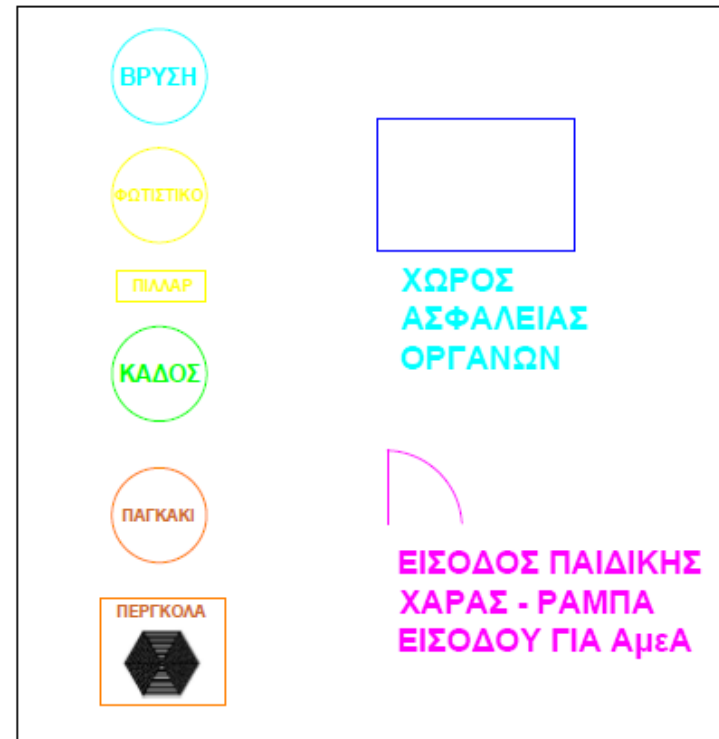 ΒΡΥΣΗ
ΦΩΤΙΣΤΙΚΟ
ΠΙΛΛΑΡ
ΚΑΔΟΣ
ΠΑΓΚΑΚΙ
ΠΕΡΓΚΟΛΑ
ΧΩΡΟΣ
ΑΣΦΑΛΕΙΑΣ
ΟΡΓΑΝΩΝ
ΕΙΣΟΔΟΣ ΠΑΙΔΙΚΗΣ
ΧΑΡΑΣ - ΡΑΜΠΑ
ΕΙΣΟΔΟΥ ΓΙΑ ΑμεΑ